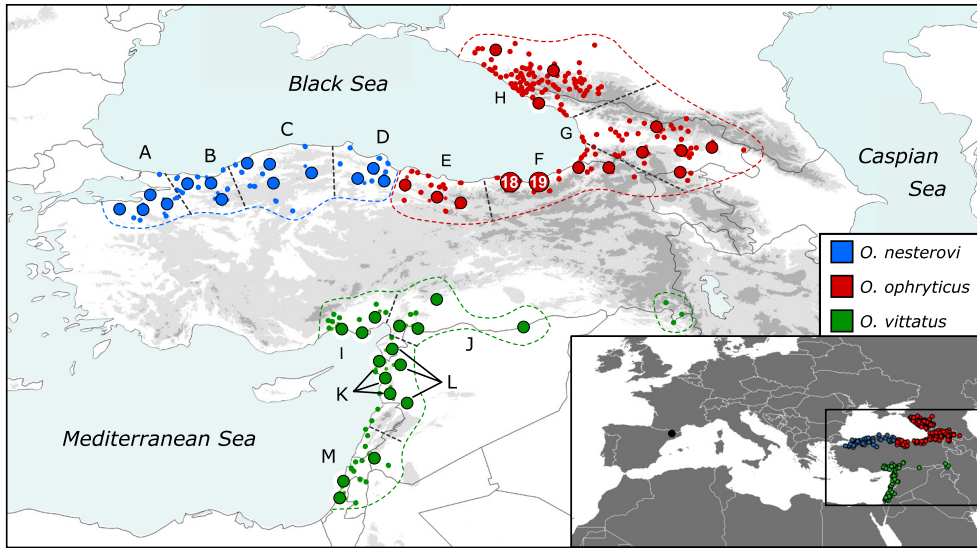 Black Sea
H
G
C
D
A
B
E
F
18
19
Caspian
Sea
O. nesterovi
O. ophryticus
O. vittatus
I
J
K
L
Mediterranean Sea
M